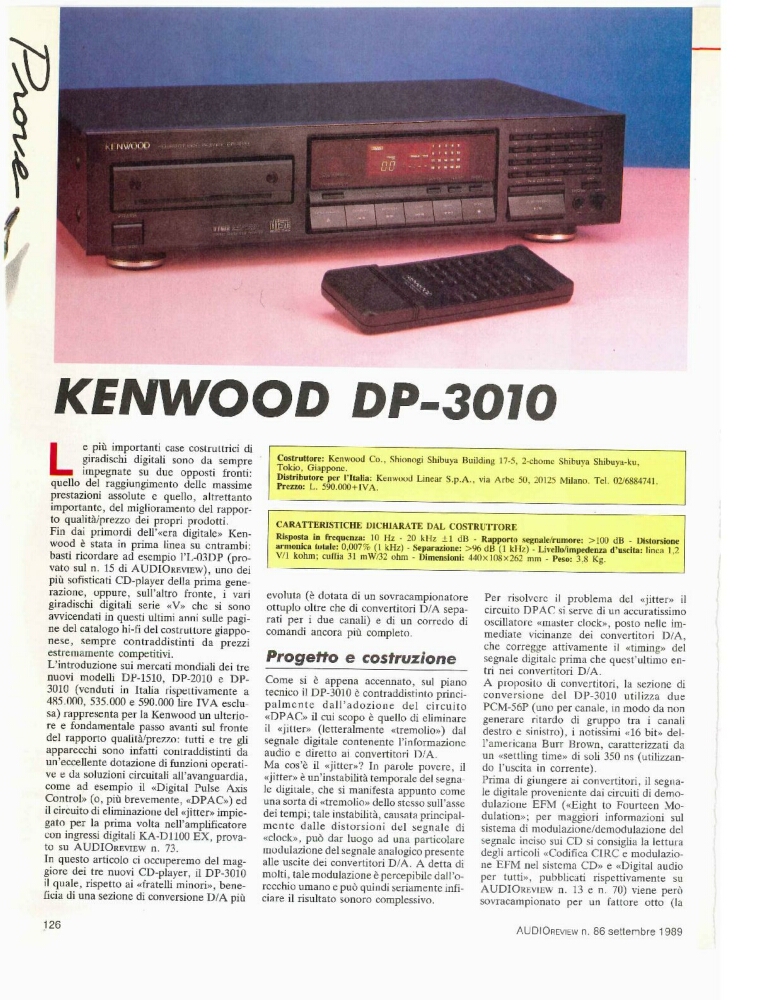 Prove
KENWOOD
KENWOOD DP-3010
Le più importanti case costruttrici di
giradischi digitali sono da sempre
impegnate su due opposti fronti:
quello del raggiungimento delle massime
prestazioni assolute e quello, altrettanto
importante, del miglioramento del rappor-
to qualità/prezzo dei propri prodotti.
Fin dai primordi dell'«era digitale» Ken-
wood è stata in prima linea su entrambi:
basti ricordare ad esempio l'L-03DP (pro-
vato sul n. 15 di AUDIOREVIEW), uno dei
più sofisticati CD-player della prima gene-
razione, oppure, sull'altro fronte, i vari
giradischi digitali serie «V» che si sono
avvicendati in questi ultimi anni sulle pagi-
ne del catalogo hi-fi del costruttore giappo-
nese, sempre contraddistinti da prezzi
estremamente competitivi.
L'introduzione sui mercati mondiali dei tre
nuovi modelli DP-1510, DP-2010 e DP-
3010 (venduti in Italia rispettivamente a
485.000, 535.000 e 590.000 lire IVA esclu-
sa) rappresenta per la Kenwood un ulterio-
re e fondamentale passo avanti sul fronte
del rapporto qualità/prezzo: tutti e tre gli
apparecchi sono infatti contraddistinti da
un'eccellente dotazione di funzioni operati-
ve e da soluzioni circuitali all'avanguardia,
come ad esempio il «Digital Pulse Axis
Control» (o, più brevemente, «DPAC») ed
il circuito di eliminazione del «jitter» impie-
gato per la prima volta nell'amplificatore
con ingressi digitali KA-D1100 EX, prova-
to su AUDIOREVIEW n. 73.
In questo articolo ci occuperemo del mag-
giore dei tre nuovi CD-player, il DP-3010
il quale, rispetto ai «fratelli minori», bene-
ficia di una sezione di conversione D/A più
Costruttore: Kenwood Co., Shionogi Shibuya Building 17-5, 2-chome Shibuya Shibuya-ku,
Tokio, Giappone.
Distributore per l'Italia: Kenwood Linear S.p.A., via Arbe 50, 20125 Milano. Tel. 02/6884741.
Prezzo: L. 590.000+IVA.
CARATTERISTICHE DICHIARATE DAL COSTRUTTORE
Risposta in frequenza: 10 Hz - 20 kHz ±1 dB - Rapporto segnale/rumore: >100 dB - Distorsione
armonica totale: 0,007% (1 kHz) - Separazione: >96 dB (1 kHz) - Livello/impedenza d'uscita: linea 1,2
V/1 kohm; cuffia 31 mW/32 ohm - Dimensioni: 440×108×262 mm - Peso: 3.8 Kg.
evoluta (è dotata di un sovracampionatore
ottuplo oltre che di convertitori D/A sepa-
rati per i due canali) e di un corredo di
comandi ancora più completo.
Progetto e costruzione
Come si è appena accennato, sul piano
tecnico il DP-3010 è contraddistinto princi-
palmente dall'adozione del circuito
«DPAC» il cui scopo è quello di eliminare
il «jitter» (letteralmente «tremolio») dal
segnale digitale contenente l'informazione
audio e diretto ai convertitori D/A.
Ma cos'è il «jitter»? In parole povere, il
«jitter» è un'instabilità temporale del segna-
le digitale, che si manifesta appunto come
una sorta di «tremolio» dello stesso sull'asse
dei tempi; tale instabilità, causata principal-
mente dalle distorsioni del segnale di
«clock», può dar luogo ad una particolare
modulazione del segnale analogico presente
alle uscite dei convertitori D/A. A detta di
molti, tale modulazione è percepibile dall'o-
recchio umano e può quindi seriamente infi-
ciare il risultato sonoro complessivo.
Per risolvere il problema del «jitter» il
circuito DPAC si serve di un accuratissimo
oscillatore «master clock», posto nelle im-
mediate vicinanze dei convertitori D/A,
che corregge attivamente il «timing» del
segnale digitale prima che quest'ultimo en-
tri nei convertitori D/A.
A proposito di convertitori, la sezione di
conversione del DP-3010 utilizza due
PCM-56P (uno per canale, in modo da non
generare ritardo di gruppo tra i canali
destro e sinistro), i notissimi «16 bit» del-
l'americana Burr Brown, caratterizzati da
un «settling time» di soli 350 ns (utilizzan-
do l'uscita in corrente).
Prima di giungere ai convertitori, il segna-
le digitale proveniente dai circuiti di demo-
dulazione EFM («Eight to Fourteen Mo-
dulation»; per maggiori informazioni sul
sistema di modulazione/demodulazione del
segnale inciso sui CD si consiglia la lettura
degli articoli «Codifica CIRC e modulazio-
ne EFM nel sistema CD» e «Digital audio
per tutti», pubblicati rispettivamente su
AUDIOREVIEW n. 13 e n. 70) viene però
sovracampionato per un fattore otto (la
126
AUDIOREVIEW n. 86 settembre 1989